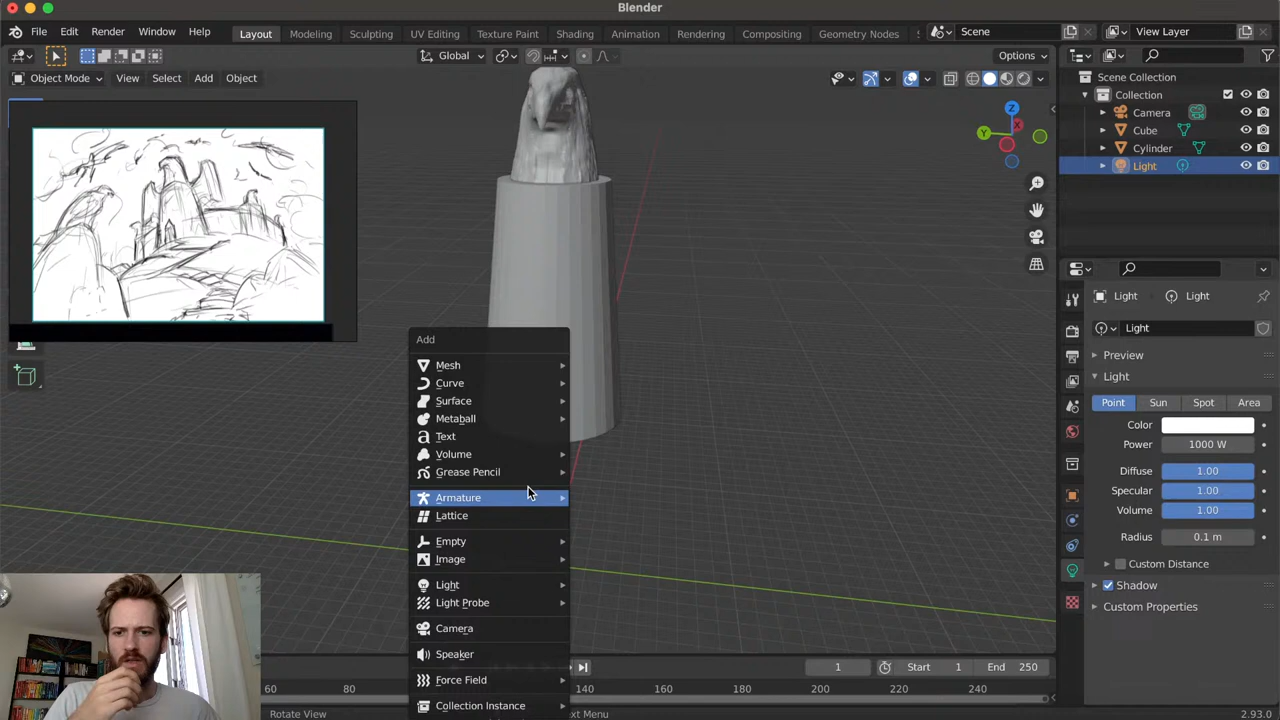 Blender
File Edit Render Window Help
Layout Modeling Sculpting UV Editing Texture Paint Shading Animation Rendering Compositing Geometry Nodes
Scene
View Layer
Global
Options
Object Mode View Select Add Object
Scene Collection
Collection
Camera
Cube
Cylinder
Light
Z
Y
X
Add
Mesh
Curve
Surface
Metaball
Text
Volume
Grease Pencil
Armature
Lattice
Empty
Image
Light
Light Probe
Camera
Speaker
Force Field
Collection Instance
Light Light
Light
Preview
Light
Point Sun Spot Area
Color
Power 1000 W
Diffuse 1.00
Specular 1.00
Volume 1.00
Radius 0.1 m
Custom Distance
Shadow
Custom Properties
1 Start 1 End 250
60 80 140 160 180 200 220 240
Rotate View
xt Menu
2.93.0